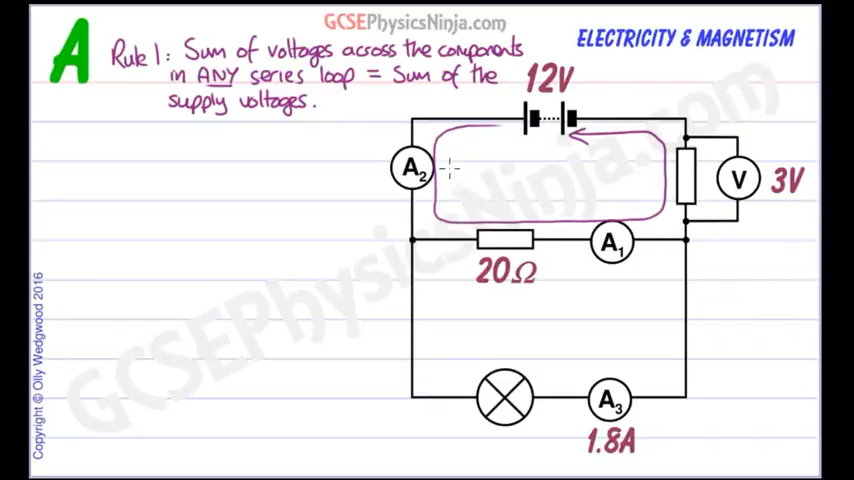 GCSEPhysicsNinja.com
ELECTRICITY & MAGNETISM
A
Rule 1: Sum of voltages across the components
in ANY series loop = Sum of the
supply voltages.
12V
A2
V
3V
A1
20Ω
A3
1.8A
GCSEPhysicsNinja.com
Copyright © Olly Wedgwood 2016